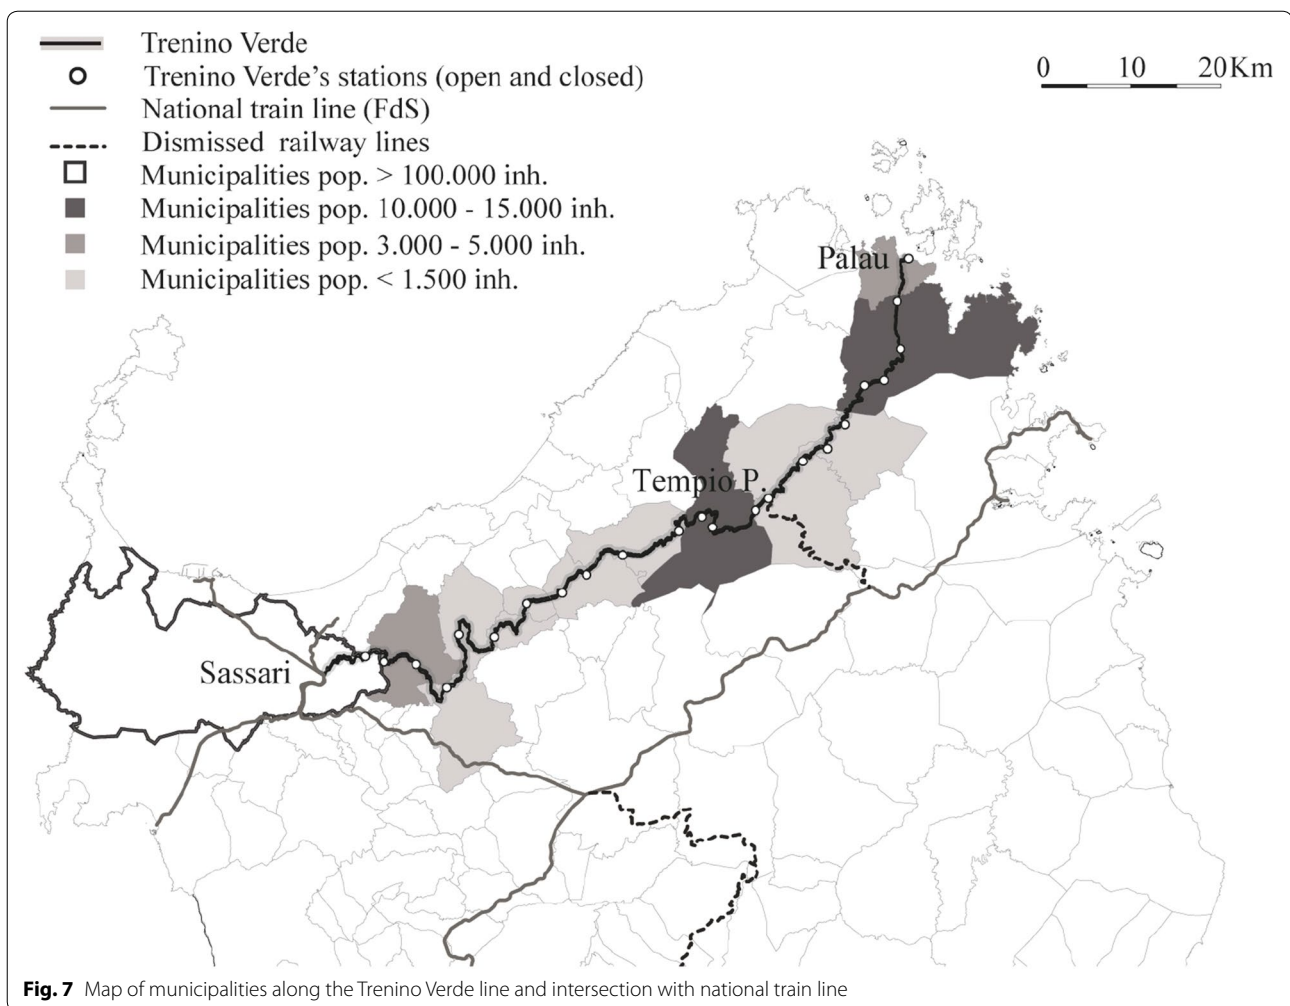 Trenino Verde
Trenino Verde's stations (open and closed)
National train line (FdS)
Dismissed railway lines
Municipalities pop. > 100.000 inh.
Municipalities pop. 10.000 - 15.000 inh.
Municipalities pop. 3.000 - 5.000 inh.
Municipalities pop. < 1.500 inh.
0 10 20 Km
Palau
Tempio P.
Sassari
Fig. 7 Map of municipalities along the Trenino Verde line and intersection with national train line